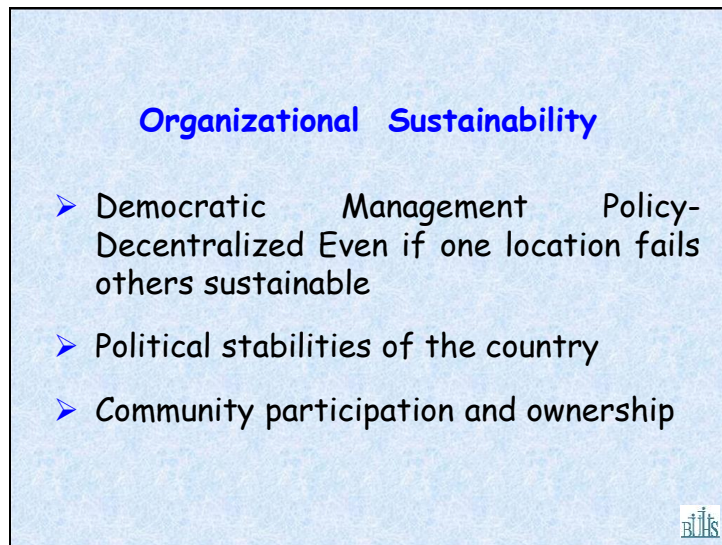 Organizational Sustainability
➢ Democratic Management Policy-
Decentralized Even if one location fails
others sustainable
➢ Political stabilities of the country
➢ Community participation and ownership
BUHS